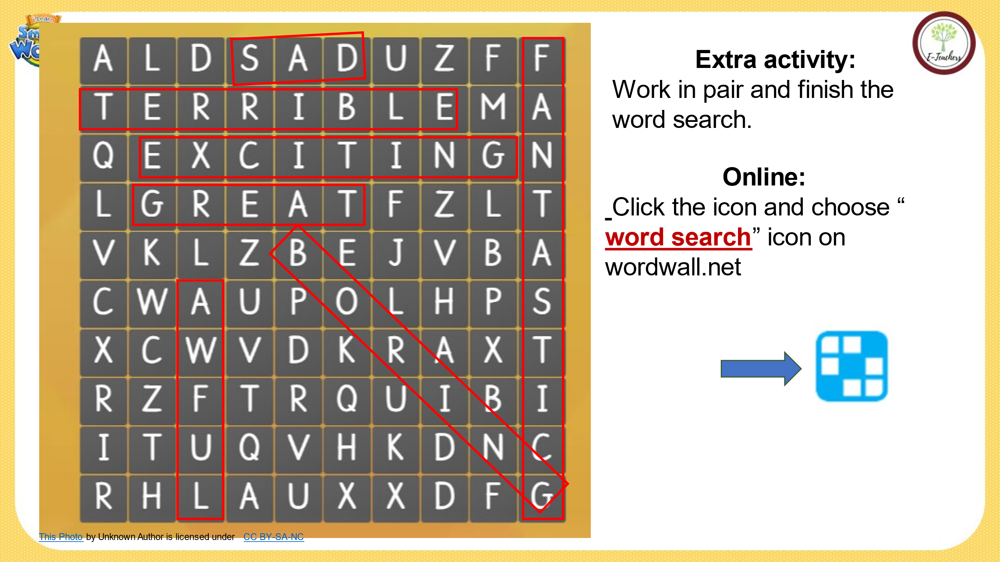 i-Learn
A L D S A D U Z F F
T E R R I B L E M A
Q E X C I T I N G N
L G R E A T F Z L T
V K L Z B E J V B A
C W A U P O L H P S
X C W V D K R A X T
R Z F T R Q U I B I
I T U Q V H K D N C
R H L A U X X D F G
This Photo by Unknown Author is licensed under CC BY-SA-NC
Extra activity:
Work in pair and finish the
word search.
Online:
Click the icon and choose “
word search” icon on
wordwall.net
E-Teachers